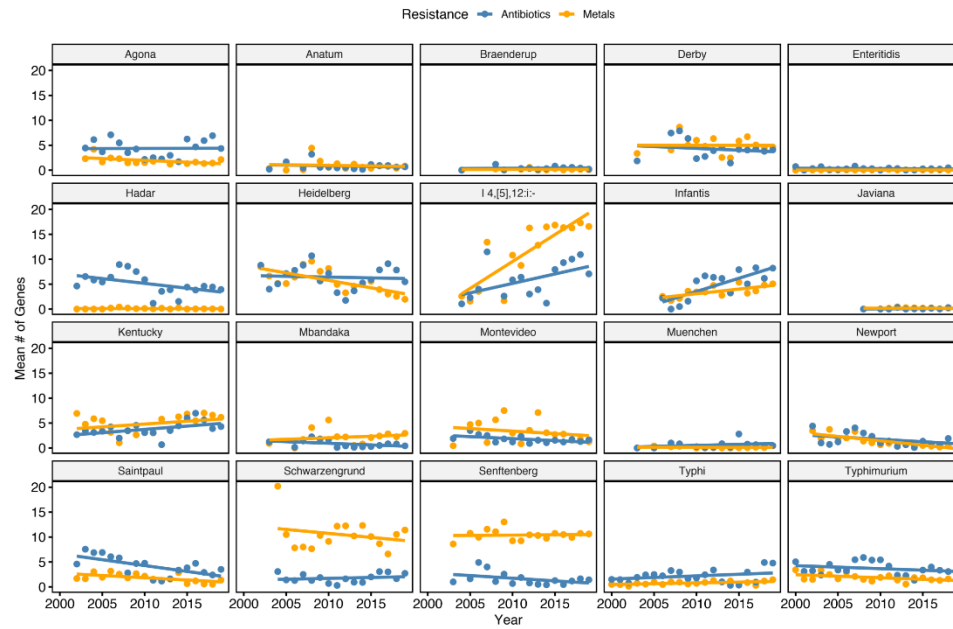 Resistance Antibiotics Metals
Agona Anatum Braenderup Derby Enteritidis
20
15
10
5
0
Hadar Heidelberg I 4,[5],12:i:- Infantis Javiana
20
15
10
5
0
Mean # of Genes
Kentucky Mbandaka Montevideo Muenchen Newport
20
15
10
5
0
Saintpaul Schwarzengrund Senftenberg Typhi Typhimurium
20
15
10
5
0
2000 2005 2010 2015 2000 2005 2010 2015 2000 2005 2010 2015 2000 2005 2010 2015 2000 2005 2010 2015
Year